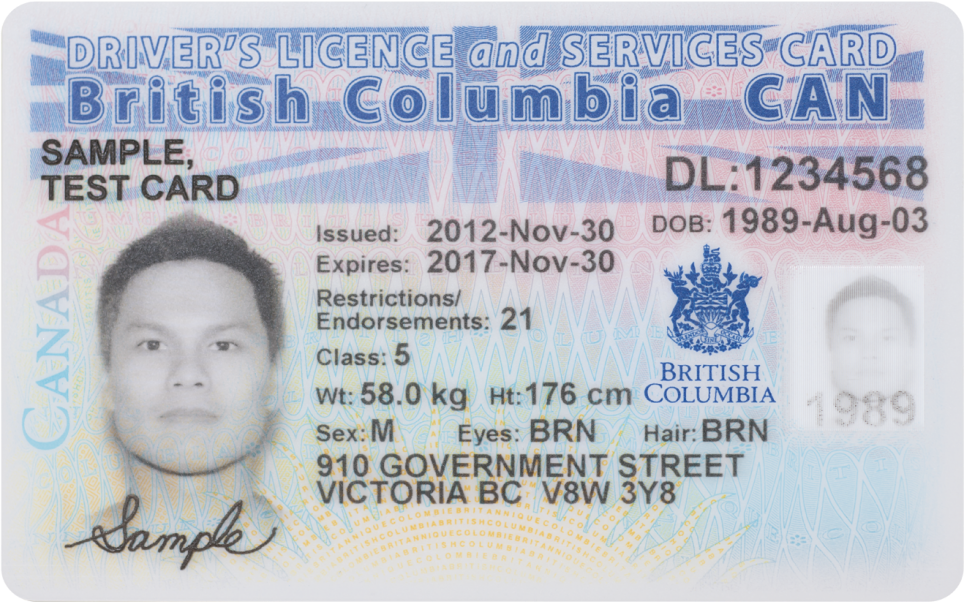 DRIVER'S LICENCE and SERVICES CARD
British Columbia CAN
SAMPLE,
TEST CARD
DL:1234568
DOB: 1989-Aug-03
CANADA
Issued: 2012-Nov-30
Expires: 2017-Nov-30
Restrictions/
Endorsements: 21
Class: 5
Wt: 58.0 kg Ht: 176 cm
Sex: M Eyes: BRN Hair: BRN
910 GOVERNMENT STREET
VICTORIA BC V8W 3Y8
BRITISH
COLUMBIA
1989
Sample